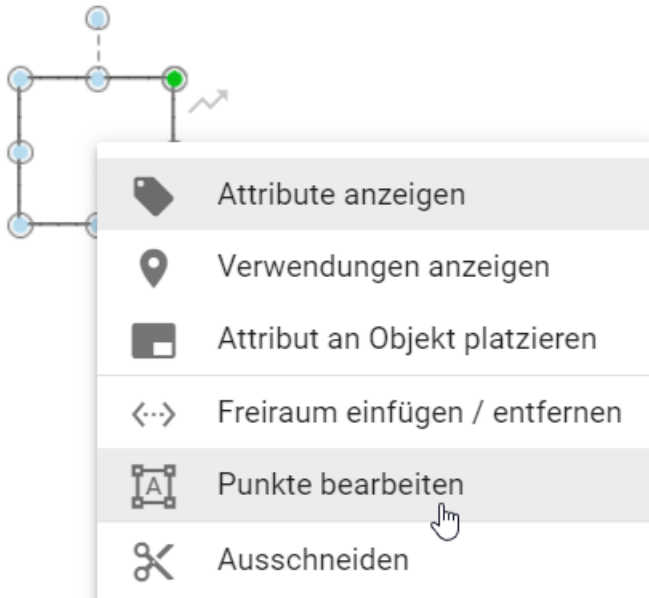 Attribute anzeigen
Verwendungen anzeigen
Attribut an Objekt platzieren
Freiraum einfügen / entfernen
A
Punkte bearbeiten
Ausschneiden